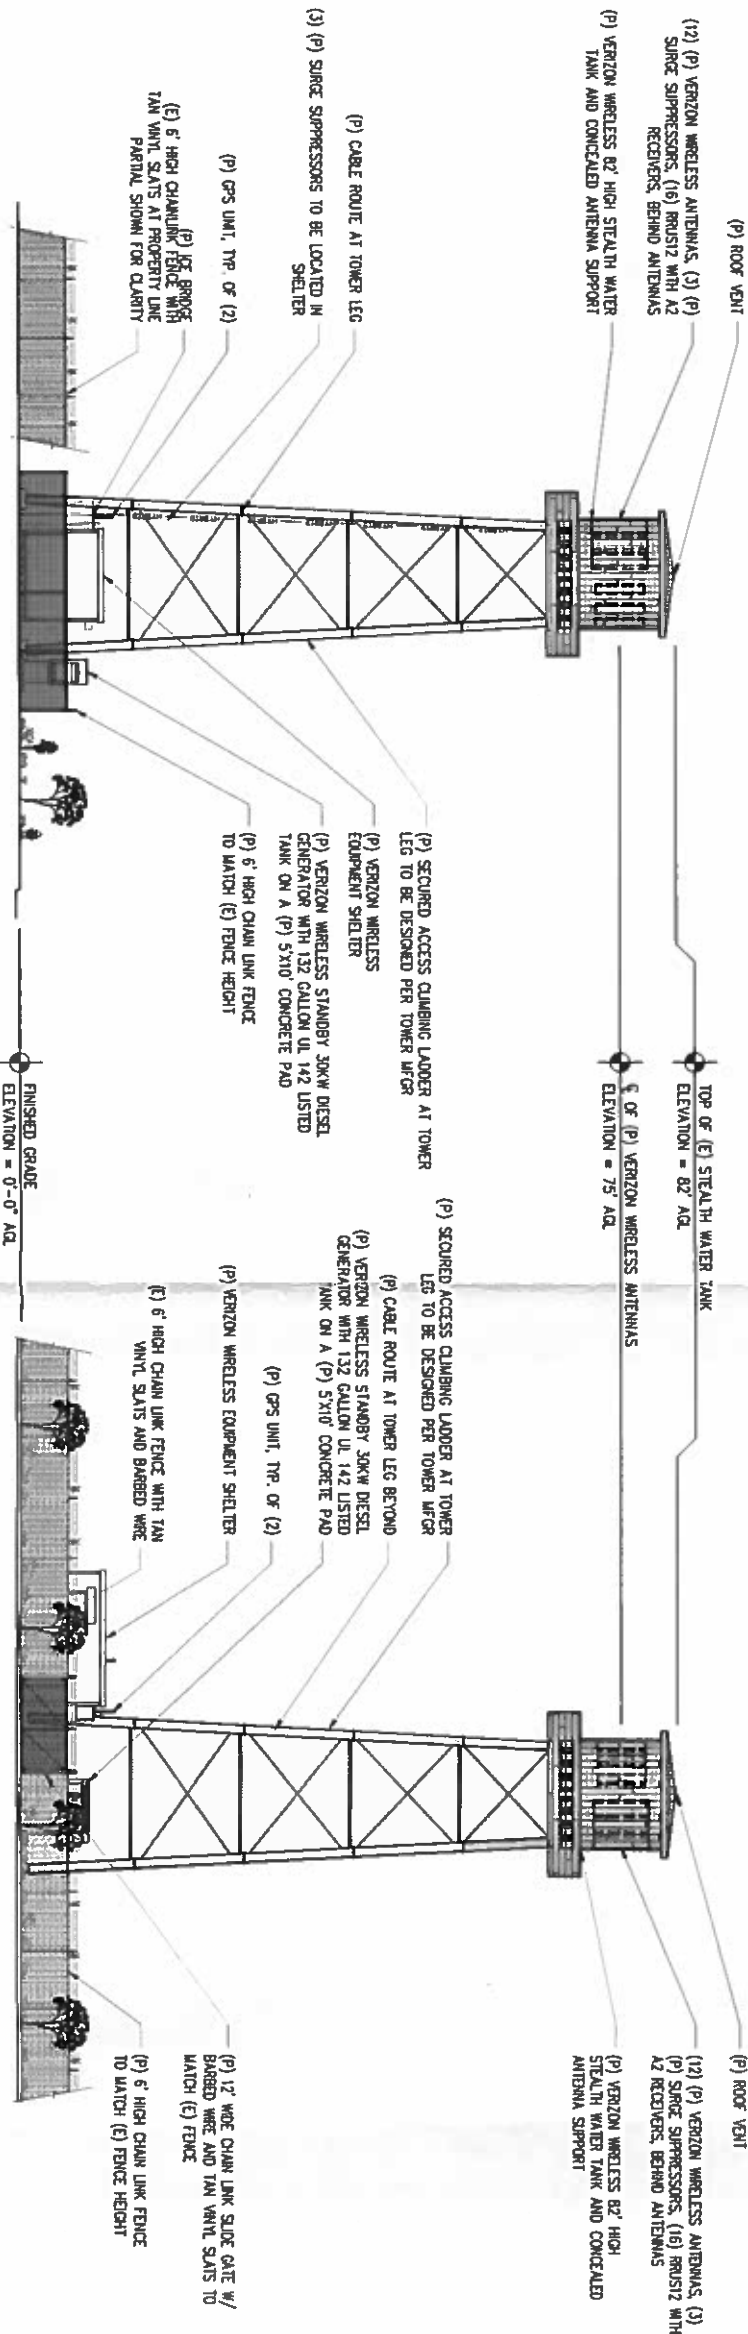 (P) ROOF VENT
(12) (P) VERIZON WIRELESS ANTENNAS, (3) (P)
SURGE SUPPRESSORS, (16) RRUS12 WITH A2
RECEIVERS, BEHIND ANTENNAS
(P) VERIZON WIRELESS 82' HIGH STEALTH WATER
TANK AND CONCEALED ANTENNA SUPPORT
(P) CABLE ROUTE AT TOWER LEG
(3) (P) SURGE SUPPRESSORS TO BE LOCATED IN
SHELTER
(P) GPS UNIT, TYP. OF (2)
(P) ICE BRIDGE
(E) 6' HIGH CHAINLINK FENCE WITH
TAN VINYL SLATS AT PROPERTY LINE
PARTIAL SHOWN FOR CLARITY
(P) SECURED ACCESS CLIMBING LADDER AT TOWER
LEG TO BE DESIGNED PER TOWER MFGR
(P) VERIZON WIRELESS
EQUIPMENT SHELTER
(P) VERIZON WIRELESS STANDBY 30KW DIESEL
GENERATOR WITH 132 GALLON UL 142 LISTED
TANK ON A (P) 5'X10' CONCRETE PAD
(P) 6' HIGH CHAIN LINK FENCE
TO MATCH (E) FENCE HEIGHT
TOP OF (E) STEALTH WATER TANK
ELEVATION = 82' AGL
℄ OF (P) VERIZON WIRELESS ANTENNAS
ELEVATION = 75' AGL
FINISHED GRADE
ELEVATION = 0'-0" AGL
(P) SECURED ACCESS CLIMBING LADDER AT TOWER
LEG TO BE DESIGNED PER TOWER MFGR
(P) CABLE ROUTE AT TOWER LEG BEYOND
(P) VERIZON WIRELESS STANDBY 30KW DIESEL
GENERATOR WITH 132 GALLON UL 142 LISTED
TANK ON A (P) 5'X10' CONCRETE PAD
(P) GPS UNIT, TYP. OF (2)
(P) VERIZON WIRELESS EQUIPMENT SHELTER
(E) 6' HIGH CHAIN LINK FENCE WITH TAN
VINYL SLATS AND BARBED WIRE
(P) ROOF VENT
(12) (P) VERIZON WIRELESS ANTENNAS, (3)
(P) SURGE SUPPRESSORS, (16) RRUS12 WITH
A2 RECEIVERS, BEHIND ANTENNAS
(P) VERIZON WIRELESS 82' HIGH
STEALTH WATER TANK AND CONCEALED
ANTENNA SUPPORT
(P) 12' WIDE CHAIN LINK SLIDE GATE W/
BARBED WIRE AND TAN VINYL SLATS TO
MATCH (E) FENCE
(P) 6' HIGH CHAIN LINK FENCE
TO MATCH (E) FENCE HEIGHT